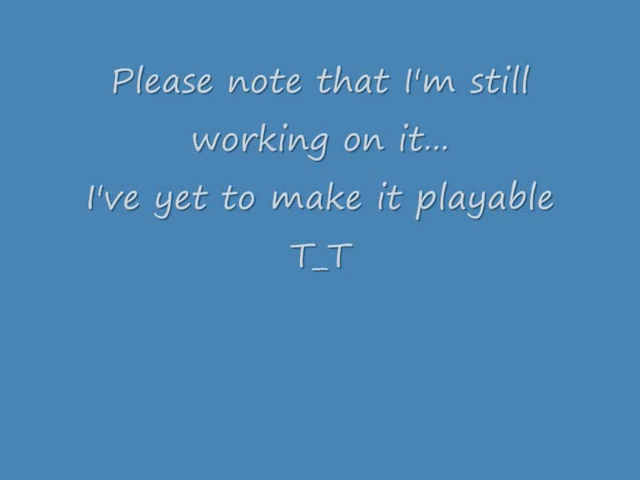 Please note that I'm still
working on it...
I've yet to make it playable
T_T